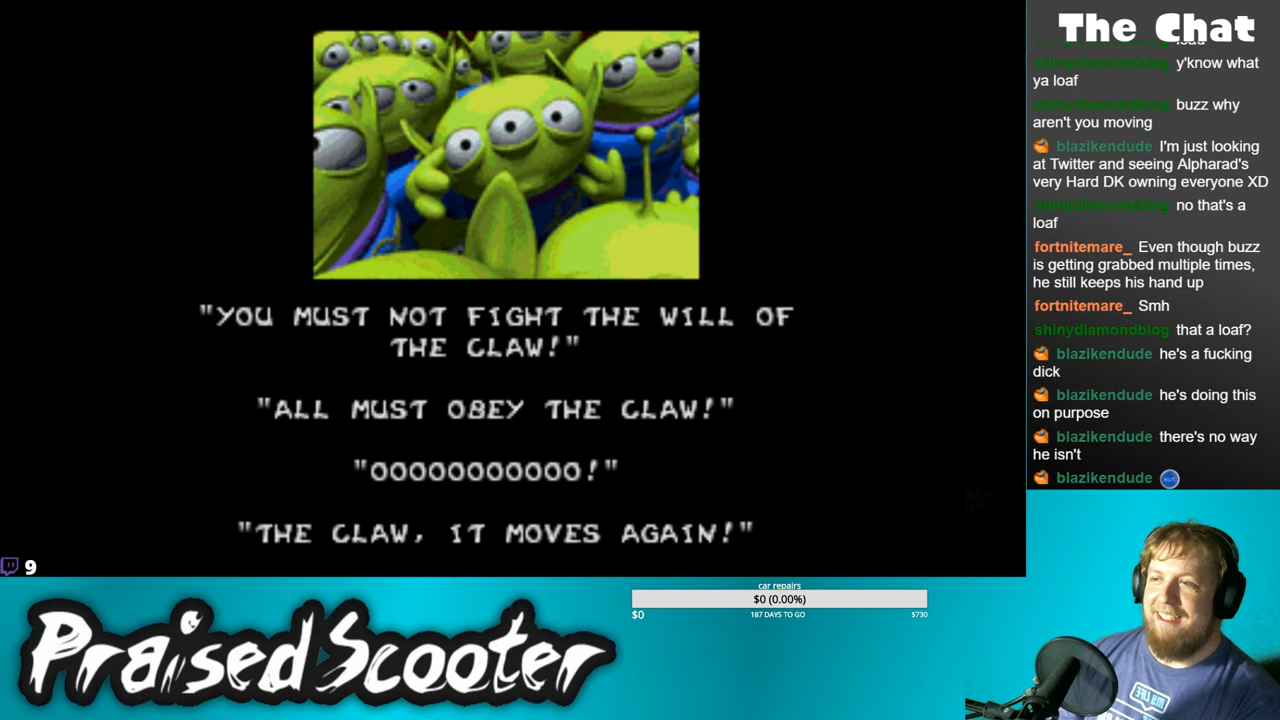 "YOU MUST NOT FIGHT THE WILL OF
THE CLAW!"
"ALL MUST OBEY THE CLAW!"
"OOOOOOOOOOO!"
"THE CLAW, IT MOVES AGAIN!"
The Chat
shinydiamondblog y'know what
ya loaf
shinydiamondblog buzz why
aren't you moving
blazikendude I'm just looking
at Twitter and seeing Alpharad's
very Hard DK owning everyone XD
shinydiamondblog no that's a
loaf
fortnitemare_ Even though buzz
is getting grabbed multiple times,
he still keeps his hand up
fortnitemare_ Smh
shinydiamondblog that a loaf?
blazikendude he's a fucking
dick
blazikendude he's doing this
on purpose
blazikendude there's no way
he isn't
blazikendude
NUT
9
car repairs
$0 (0.00%)
$0 187 DAYS TO GO $730
PraisedScooter